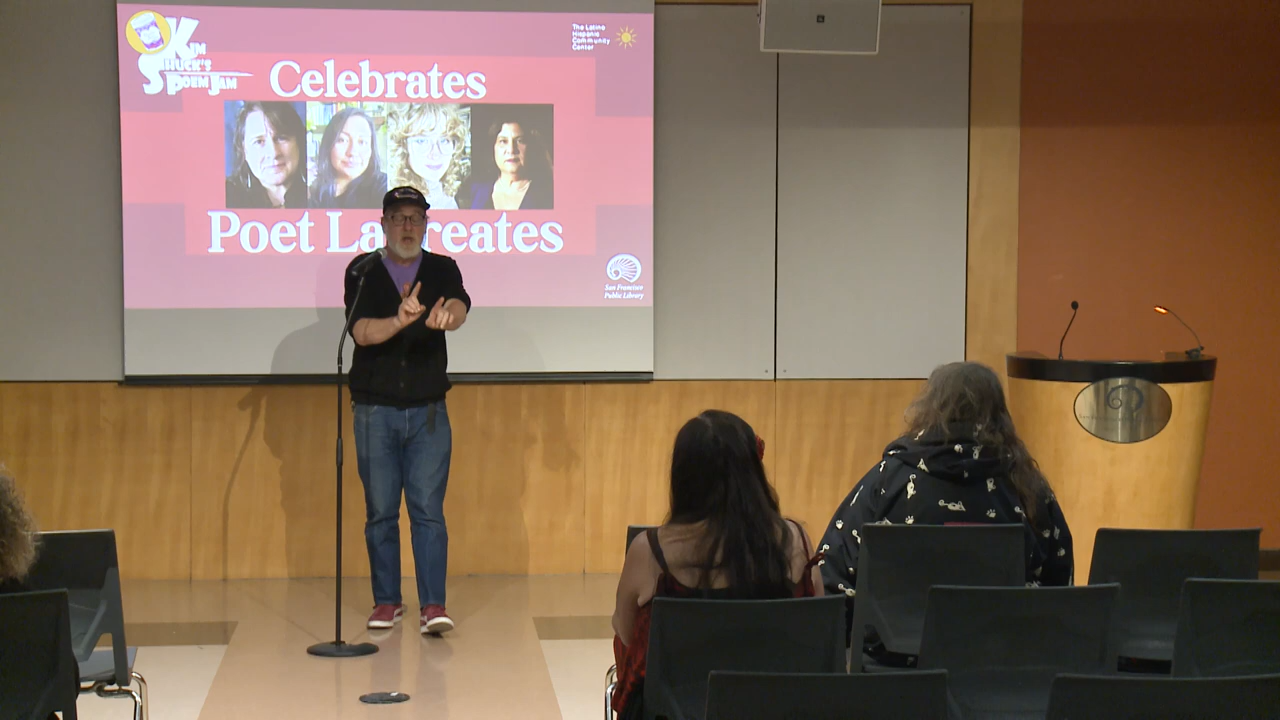 Kim
Shuck's
Poem Jam
The Latino
Hispanic
Community
Center
Celebrates
Poet Laureates
San Francisco
Public Library